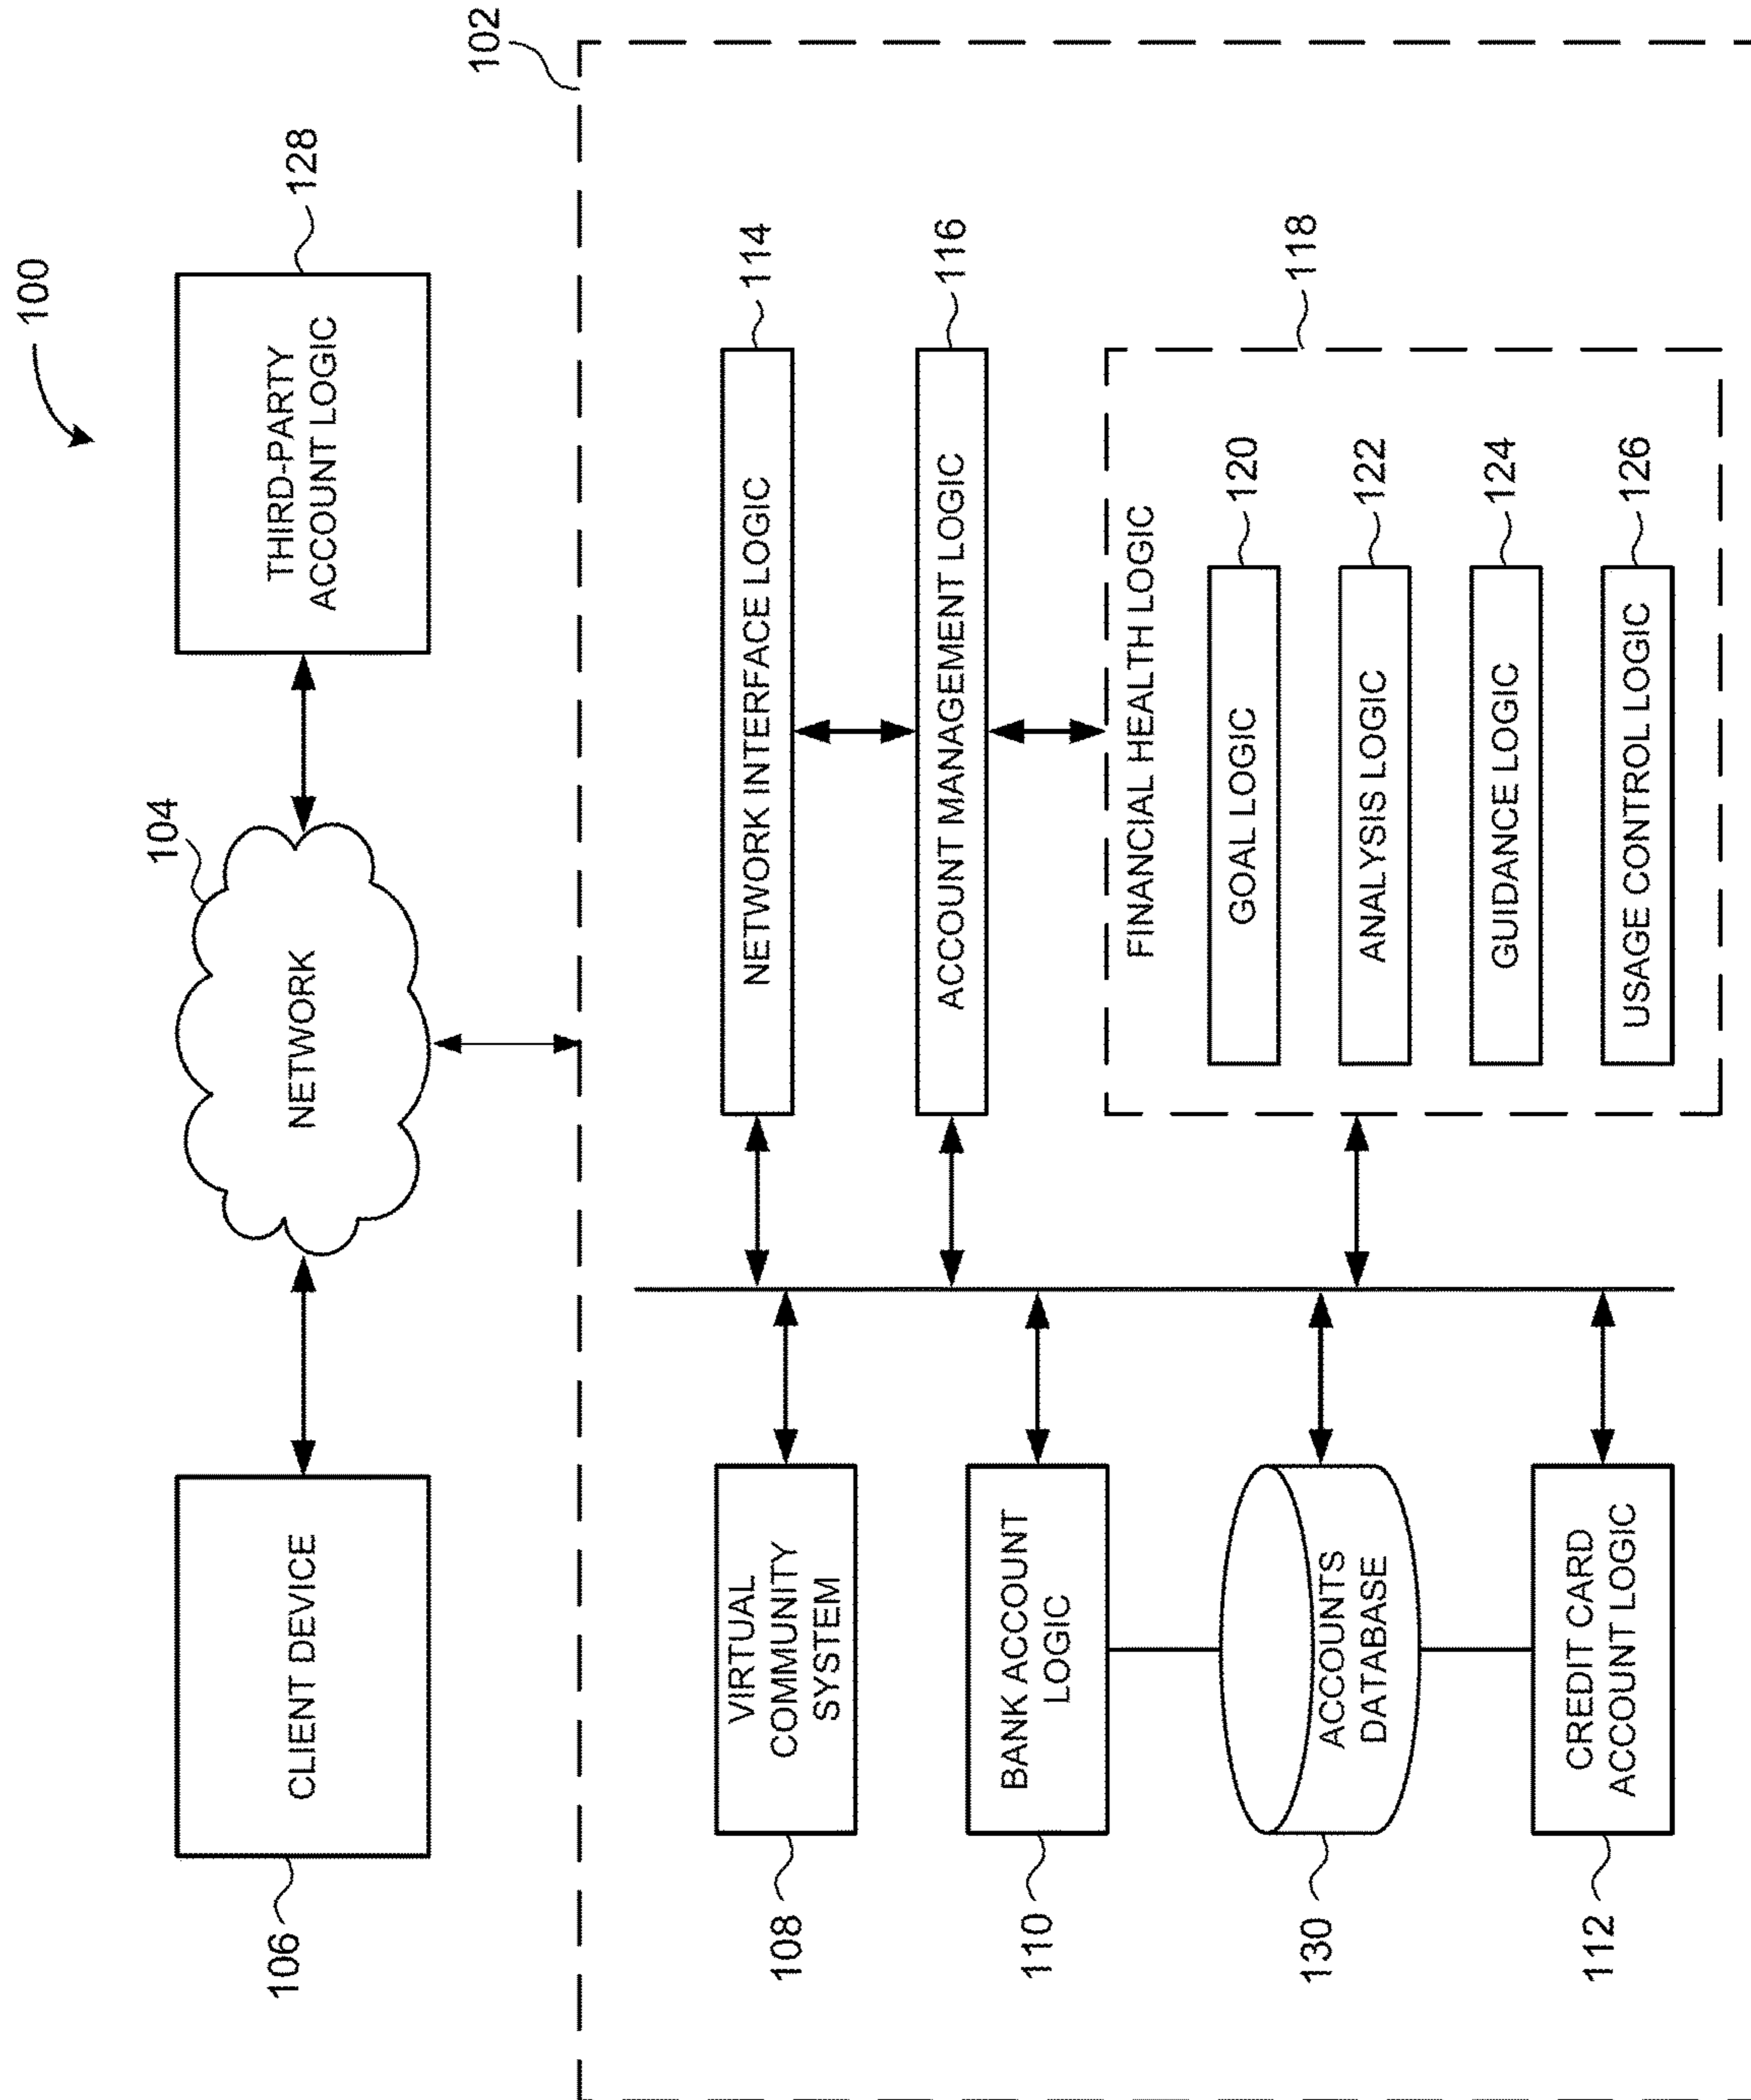 100
106
CLIENT DEVICE
104
NETWORK
128
THIRD-PARTY
ACCOUNT LOGIC
102
108
VIRTUAL
COMMUNITY
SYSTEM
110
BANK ACCOUNT
LOGIC
130
ACCOUNTS
DATABASE
112
CREDIT CARD
ACCOUNT LOGIC
NETWORK INTERFACE LOGIC
114
ACCOUNT MANAGEMENT LOGIC
116
FINANCIAL HEALTH LOGIC
118
GOAL LOGIC
120
ANALYSIS LOGIC
122
GUIDANCE LOGIC
124
USAGE CONTROL LOGIC
126